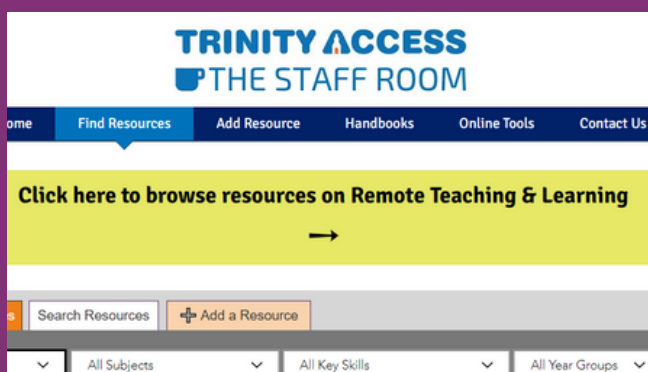 TRINITY ACCESS
THE STAFF ROOM
ome Find Resources Add Resource Handbooks Online Tools Contact Us
Click here to browse resources on Remote Teaching & Learning
s Search Resources Add a Resource
All Subjects All Key Skills All Year Groups